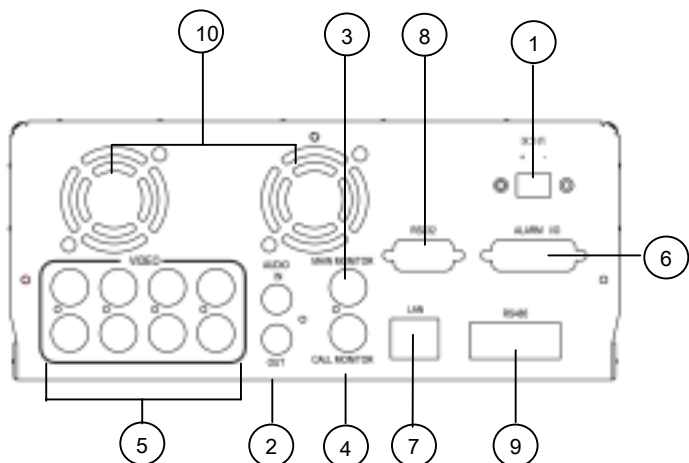 10
3
8
1
RS232
ALARM I/O
6
VIDEO
AUDIO
IN
MAIN MONITOR
LAN
RS485
OUT
CALL MONITOR
5
2
4
7
9